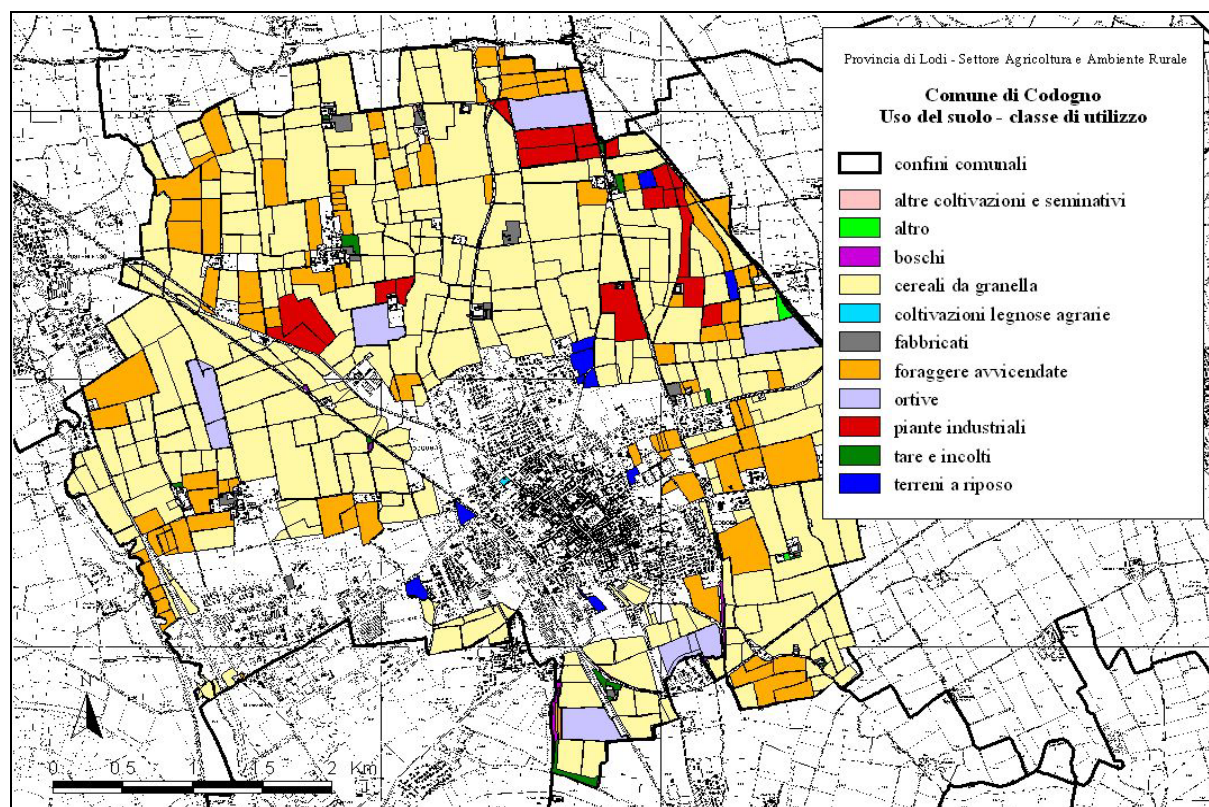 Provincia di Lodi - Settore Agricoltura e Ambiente Rurale
Comune di Codogno
Uso del suolo - classe di utilizzo
confini comunali
altre coltivazioni e seminativi
altro
boschi
cereali da granella
coltivazioni legnose agrarie
fabbricati
foraggere avvicendate
ortive
piante industriali
tare e incolti
terreni a riposo
N
0 0.5 1 1.5 2 Km